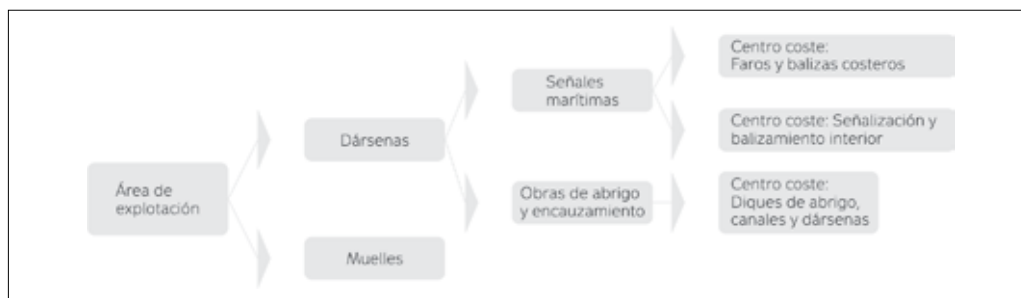 Área de
explotación
Dársenas
Muelles
Señales
marítimas
Obras de abrigo
y encauzamiento
Centro coste:
Faros y balizas costeros
Centro coste: Señalización y
balizamiento interior
Centro coste:
Diques de abrigo,
canales y dársenas